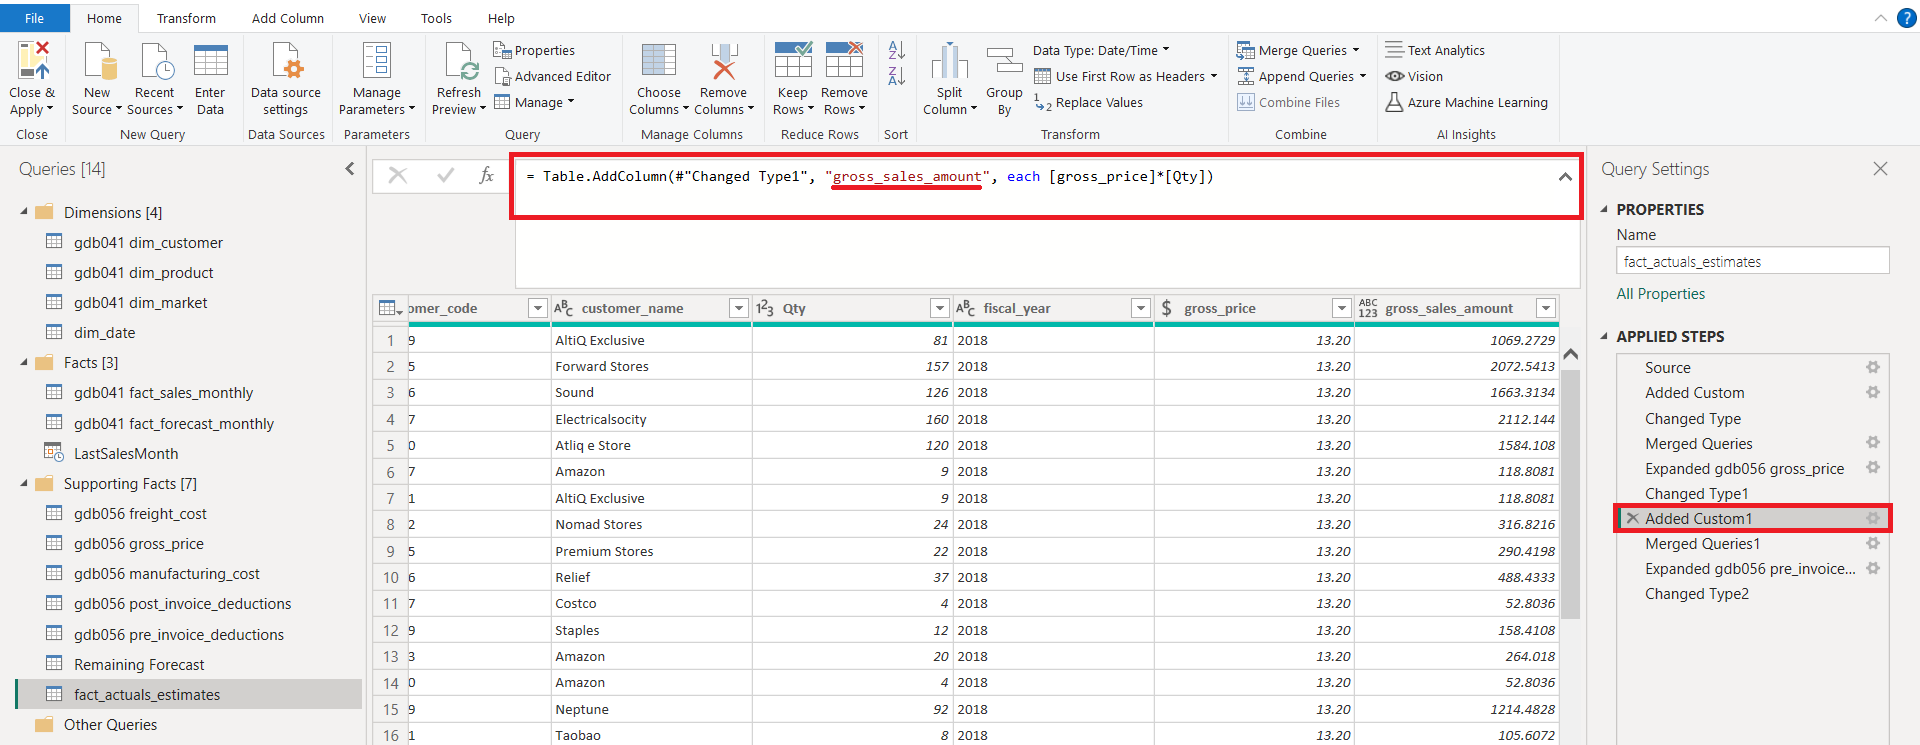 File Home Transform Add Column View Tools Help
Close & Apply
Close
New Source
Recent Sources
Enter Data
New Query
Data source settings
Data Sources
Manage Parameters
Parameters
Refresh Preview
Properties
Advanced Editor
Manage
Query
Choose Columns
Remove Columns
Manage Columns
Keep Rows
Remove Rows
Reduce Rows
Sort
Split Column
Group By
Data Type: Date/Time
Use First Row as Headers
Replace Values
Transform
Merge Queries
Append Queries
Combine Files
Combine
Text Analytics
Vision
Azure Machine Learning
AI Insights
Queries [14]
Dimensions [4]
gdb041 dim_customer
gdb041 dim_product
gdb041 dim_market
dim_date
Facts [3]
gdb041 fact_sales_monthly
gdb041 fact_forecast_monthly
LastSalesMonth
Supporting Facts [7]
gdb056 freight_cost
gdb056 gross_price
gdb056 manufacturing_cost
gdb056 post_invoice_deductions
gdb056 pre_invoice_deductions
Remaining Forecast
fact_actuals_estimates
Other Queries
fx
= Table.AddColumn(#"Changed Type1", "gross_sales_amount", each [gross_price]*[Qty])
omer_code ABC customer_name 123 Qty ABC fiscal_year $ gross_price ABC 123 gross_sales_amount
1 9 AltiQ Exclusive 81 2018 13.20 1069.2729
2 5 Forward Stores 157 2018 13.20 2072.5413
3 6 Sound 126 2018 13.20 1663.3134
4 7 Electricalsocity 160 2018 13.20 2112.144
5 0 Atliq e Store 120 2018 13.20 1584.108
6 7 Amazon 9 2018 13.20 118.8081
7 1 AltiQ Exclusive 9 2018 13.20 118.8081
8 2 Nomad Stores 24 2018 13.20 316.8216
9 5 Premium Stores 22 2018 13.20 290.4198
10 6 Relief 37 2018 13.20 488.4333
11 7 Costco 4 2018 13.20 52.8036
12 9 Staples 12 2018 13.20 158.4108
13 3 Amazon 20 2018 13.20 264.018
14 0 Amazon 4 2018 13.20 52.8036
15 9 Neptune 92 2018 13.20 1214.4828
16 1 Taobao 8 2018 13.20 105.6072
Query Settings
PROPERTIES
Name
fact_actuals_estimates
All Properties
APPLIED STEPS
Source
Added Custom
Changed Type
Merged Queries
Expanded gdb056 gross_price
Changed Type1
Added Custom1
Merged Queries1
Expanded gdb056 pre_invoice...
Changed Type2